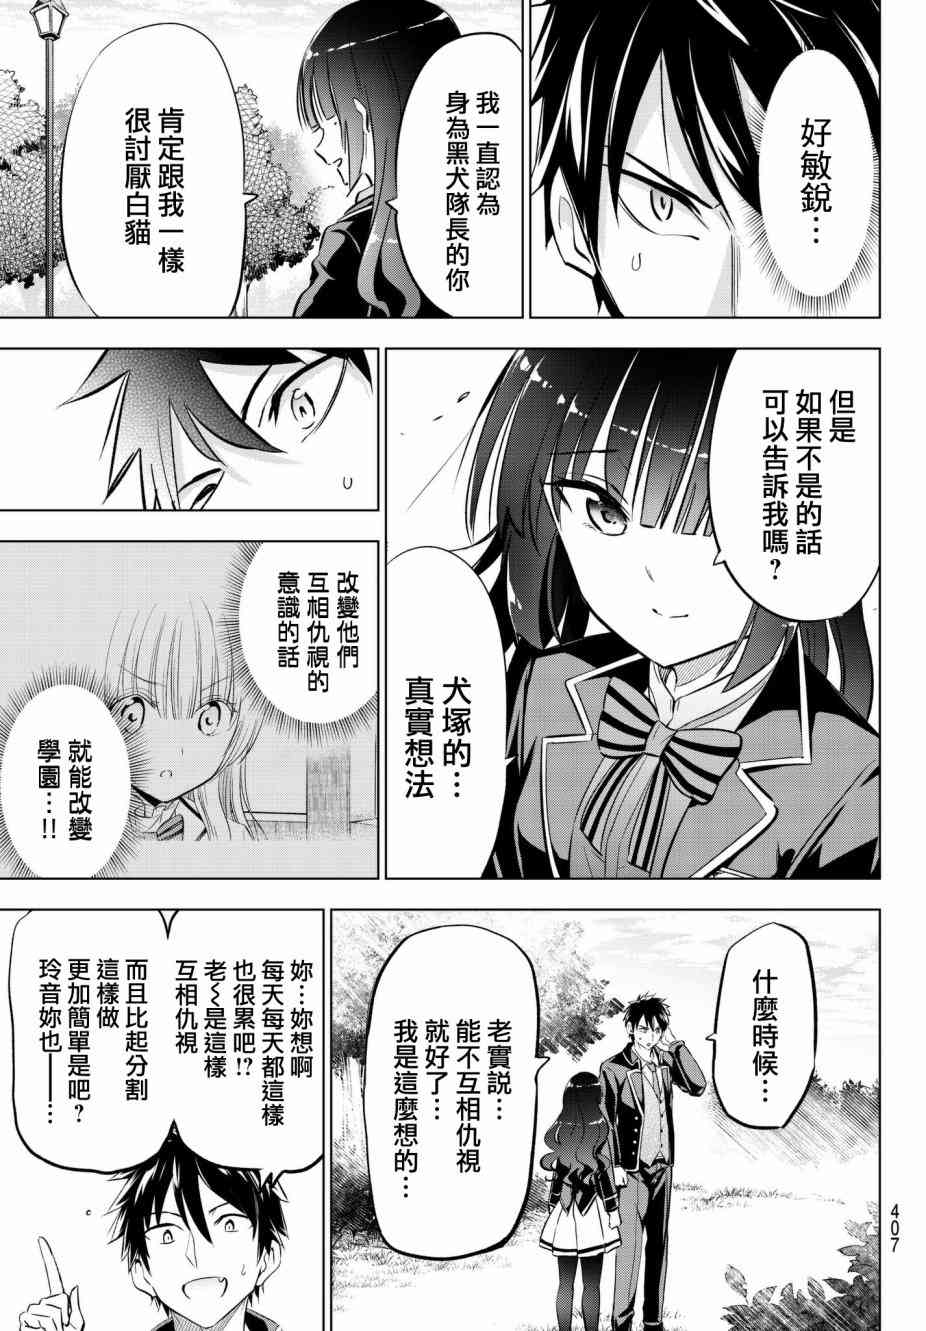 好敏銳…
我一直認為
身為黑犬隊長的你
肯定跟我一樣
很討厭白貓
但是
如果不是的話
可以告訴我嗎?
犬塚的…
真實想法
改變他們
互相仇視的
意識的話
就能改變
學園…!!
什麼時候…
老實說…
能不互相仇視
就好了…
我是這麼想的…
妳…妳想啊
每天每天都這樣
也很累吧!?
老~是這樣
互相仇視
而且比起分割
這樣做
更加簡單是吧?
玲音妳也——
407